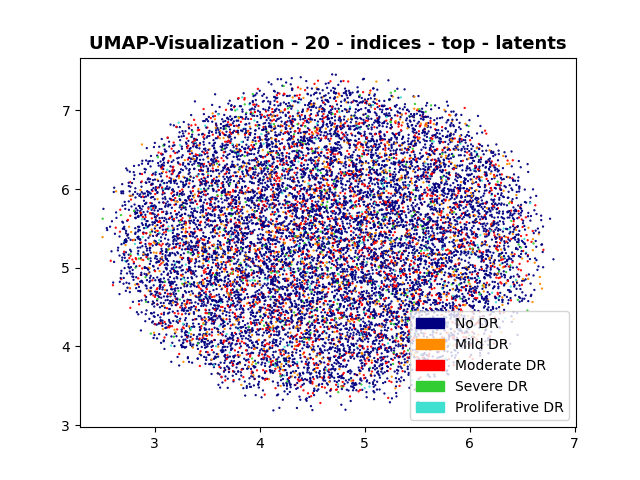 UMAP-Visualization - 20 - indices - top - latents
7
6
5
4
3
3
4
5
6
7
No DR
Mild DR
Moderate DR
Severe DR
Proliferative DR